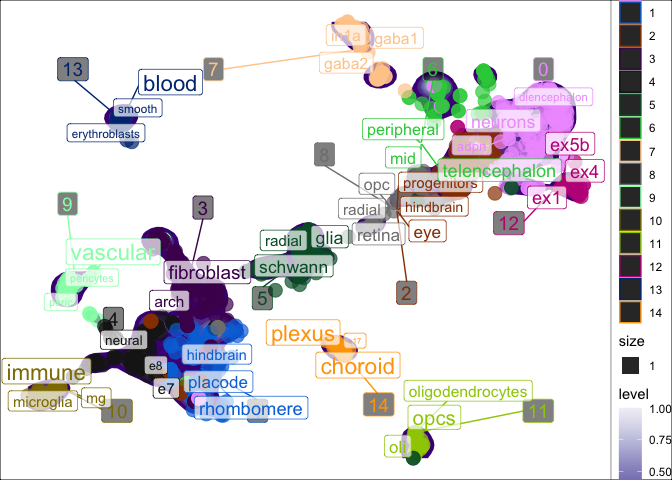 in1a
gaba1
gaba2
7
13
blood
smooth
erythroblasts
6
0
diencephalon
neurons
peripheral
mid
telencephalon
ex5b
ex4
ex1
12
8
opc
progenitors
radial
hindbrain
retina
eye
2
9
3
radial
glia
schwann
5
vascular
pericytes
fibroblast
arch
4
neural
hindbrain
e8
e7
placode
rhombomere
immune
microglia
mg
10
plexus
e17
choroid
14
oligodendrocytes
opcs
11
1
2
3
4
5
6
7
8
9
10
11
12
13
14
size
1
level
1.00
0.75
0.50